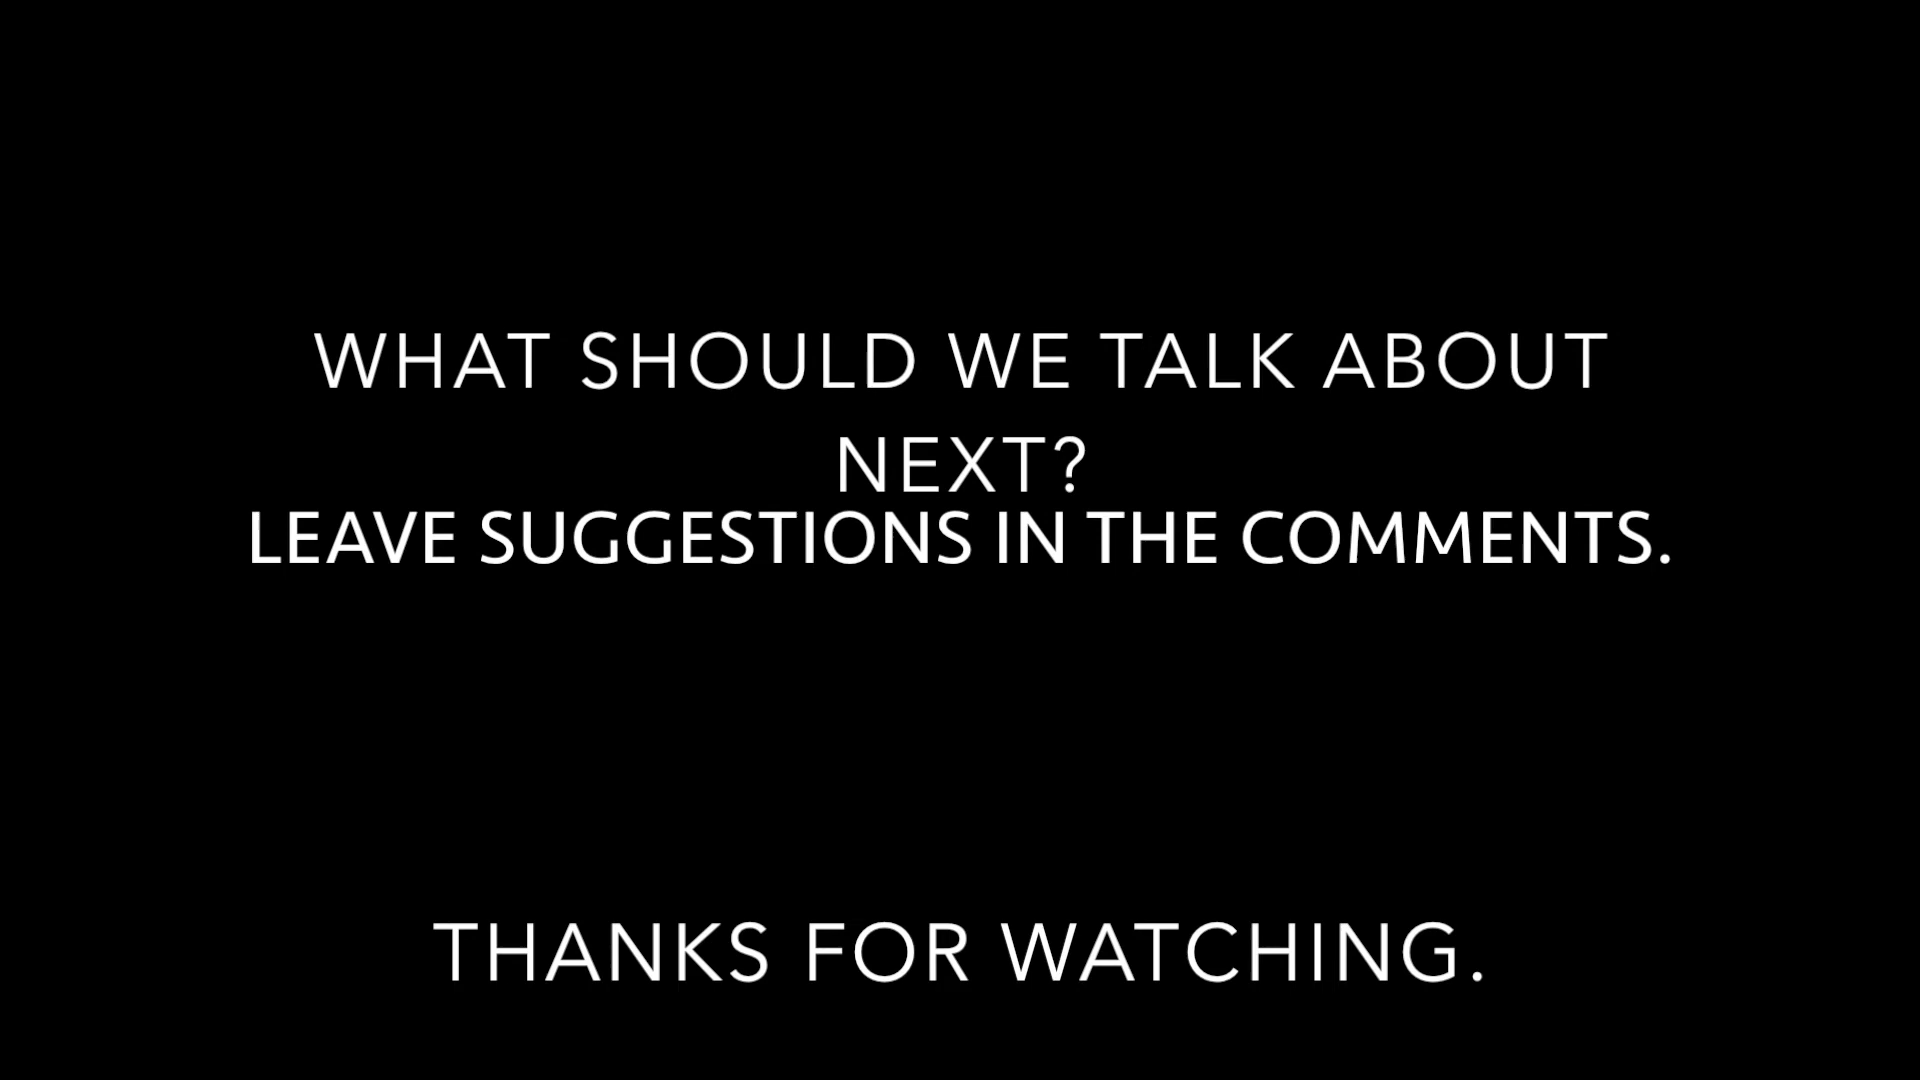 WHAT SHOULD WE TALK ABOUT
NEXT?
LEAVE SUGGESTIONS IN THE COMMENTS.
THANKS FOR WATCHING.